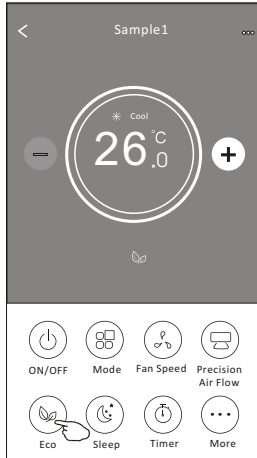 Sample1
Cool
26.0°C
ON/OFF
Mode
Fan Speed
Precision
Air Flow
Eco
Sleep
Timer
More